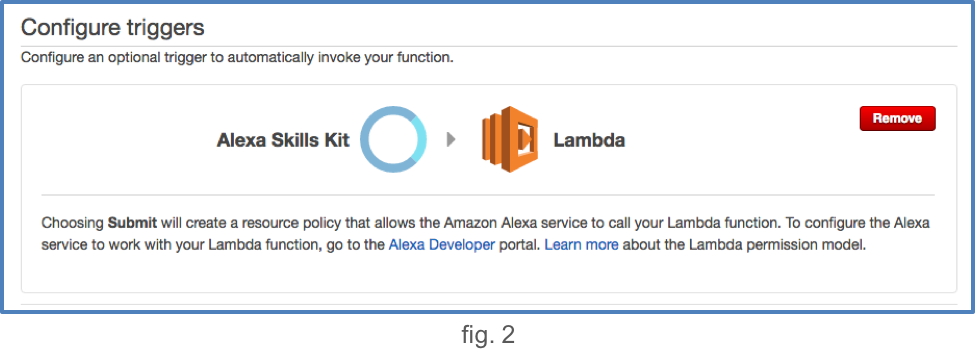 Configure triggers
Configure an optional trigger to automatically invoke your function.
Alexa Skills Kit Lambda Remove
Choosing Submit will create a resource policy that allows the Amazon Alexa service to call your Lambda function. To configure the Alexa
service to work with your Lambda function, go to the Alexa Developer portal. Learn more about the Lambda permission model.
fig. 2